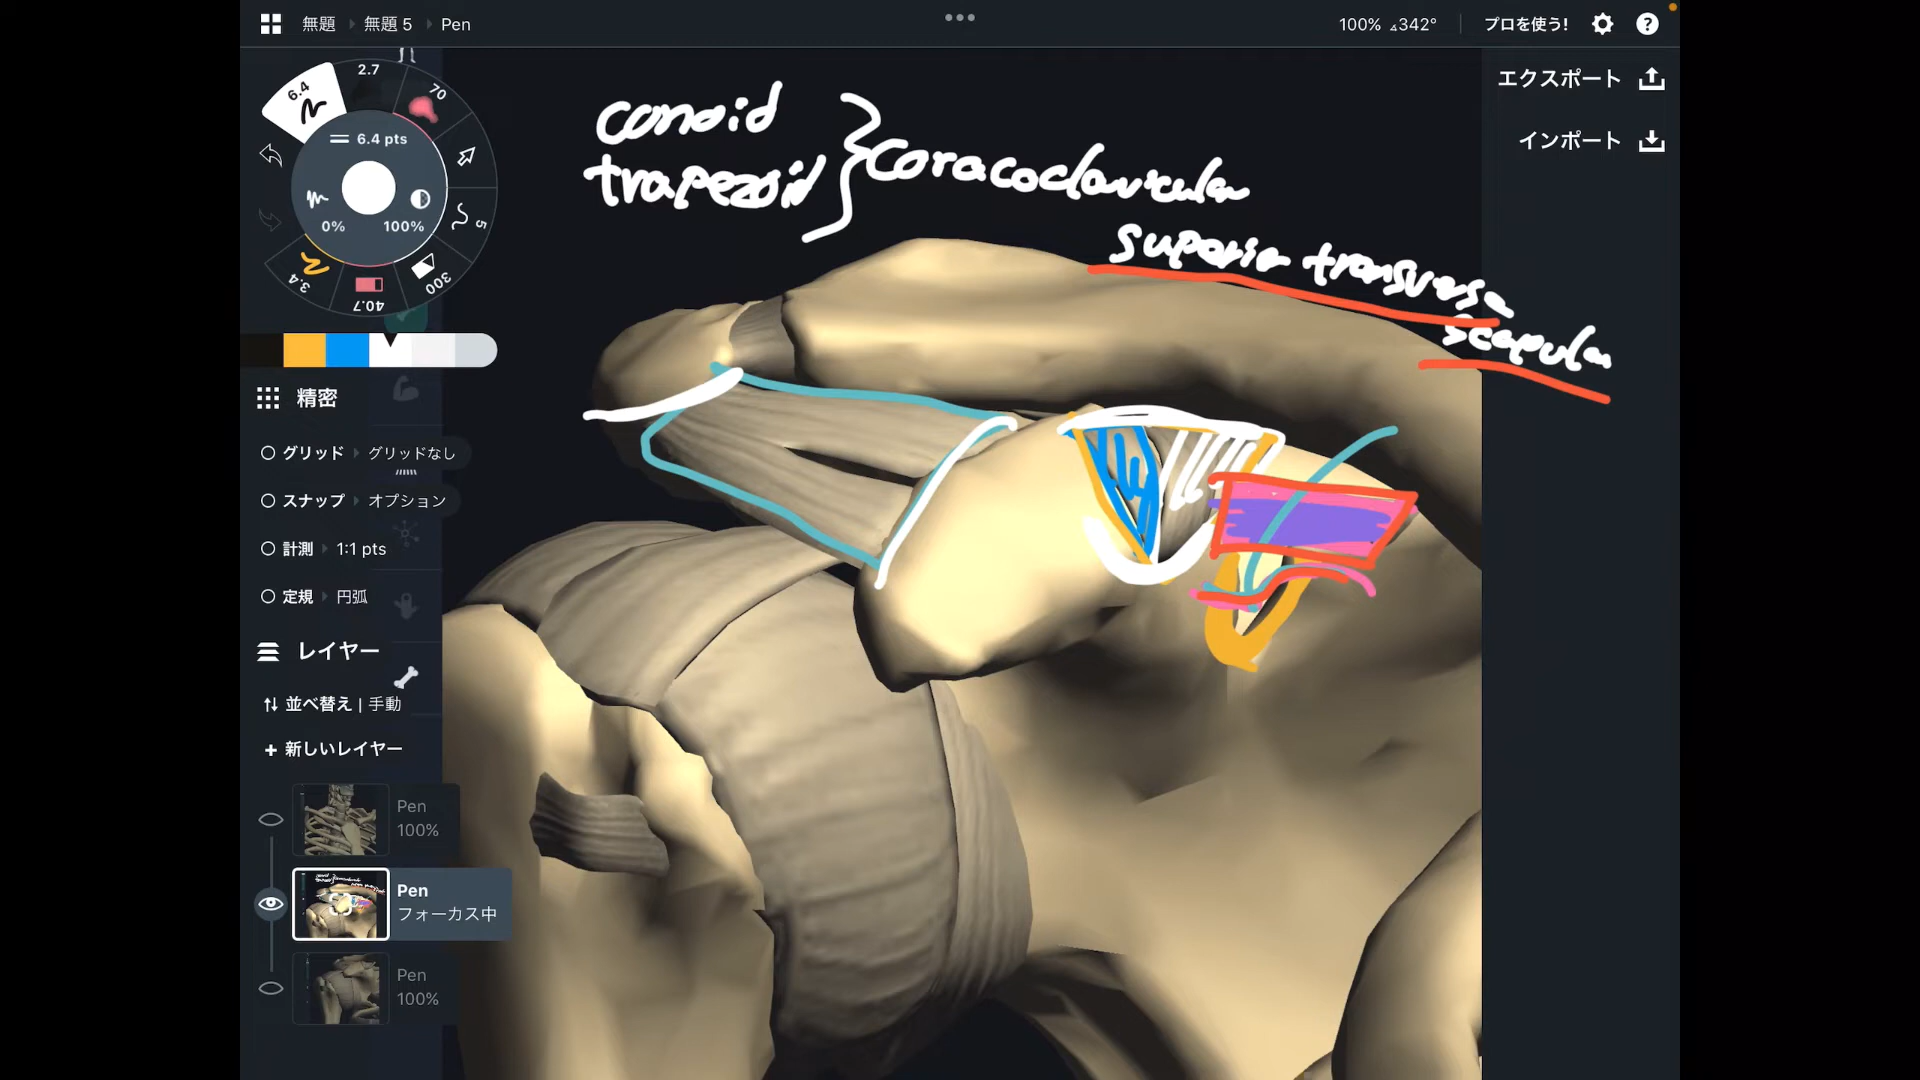 無題 無題 5 Pen
100% 342° プロを使う!
エクスポート
インポート
6.4
2.7
70
5
300
40.7
3.4
6.4 pts
0% 100%
conoid
trapezoid
coracoclavicular
superior transverse
scapular
精密
グリッド グリッドなし
スナップ オプション
計測 1:1 pts
定規 円弧
レイヤー
並べ替え | 手動
+ 新しいレイヤー
Pen
100%
Pen
フォーカス中
Pen
100%